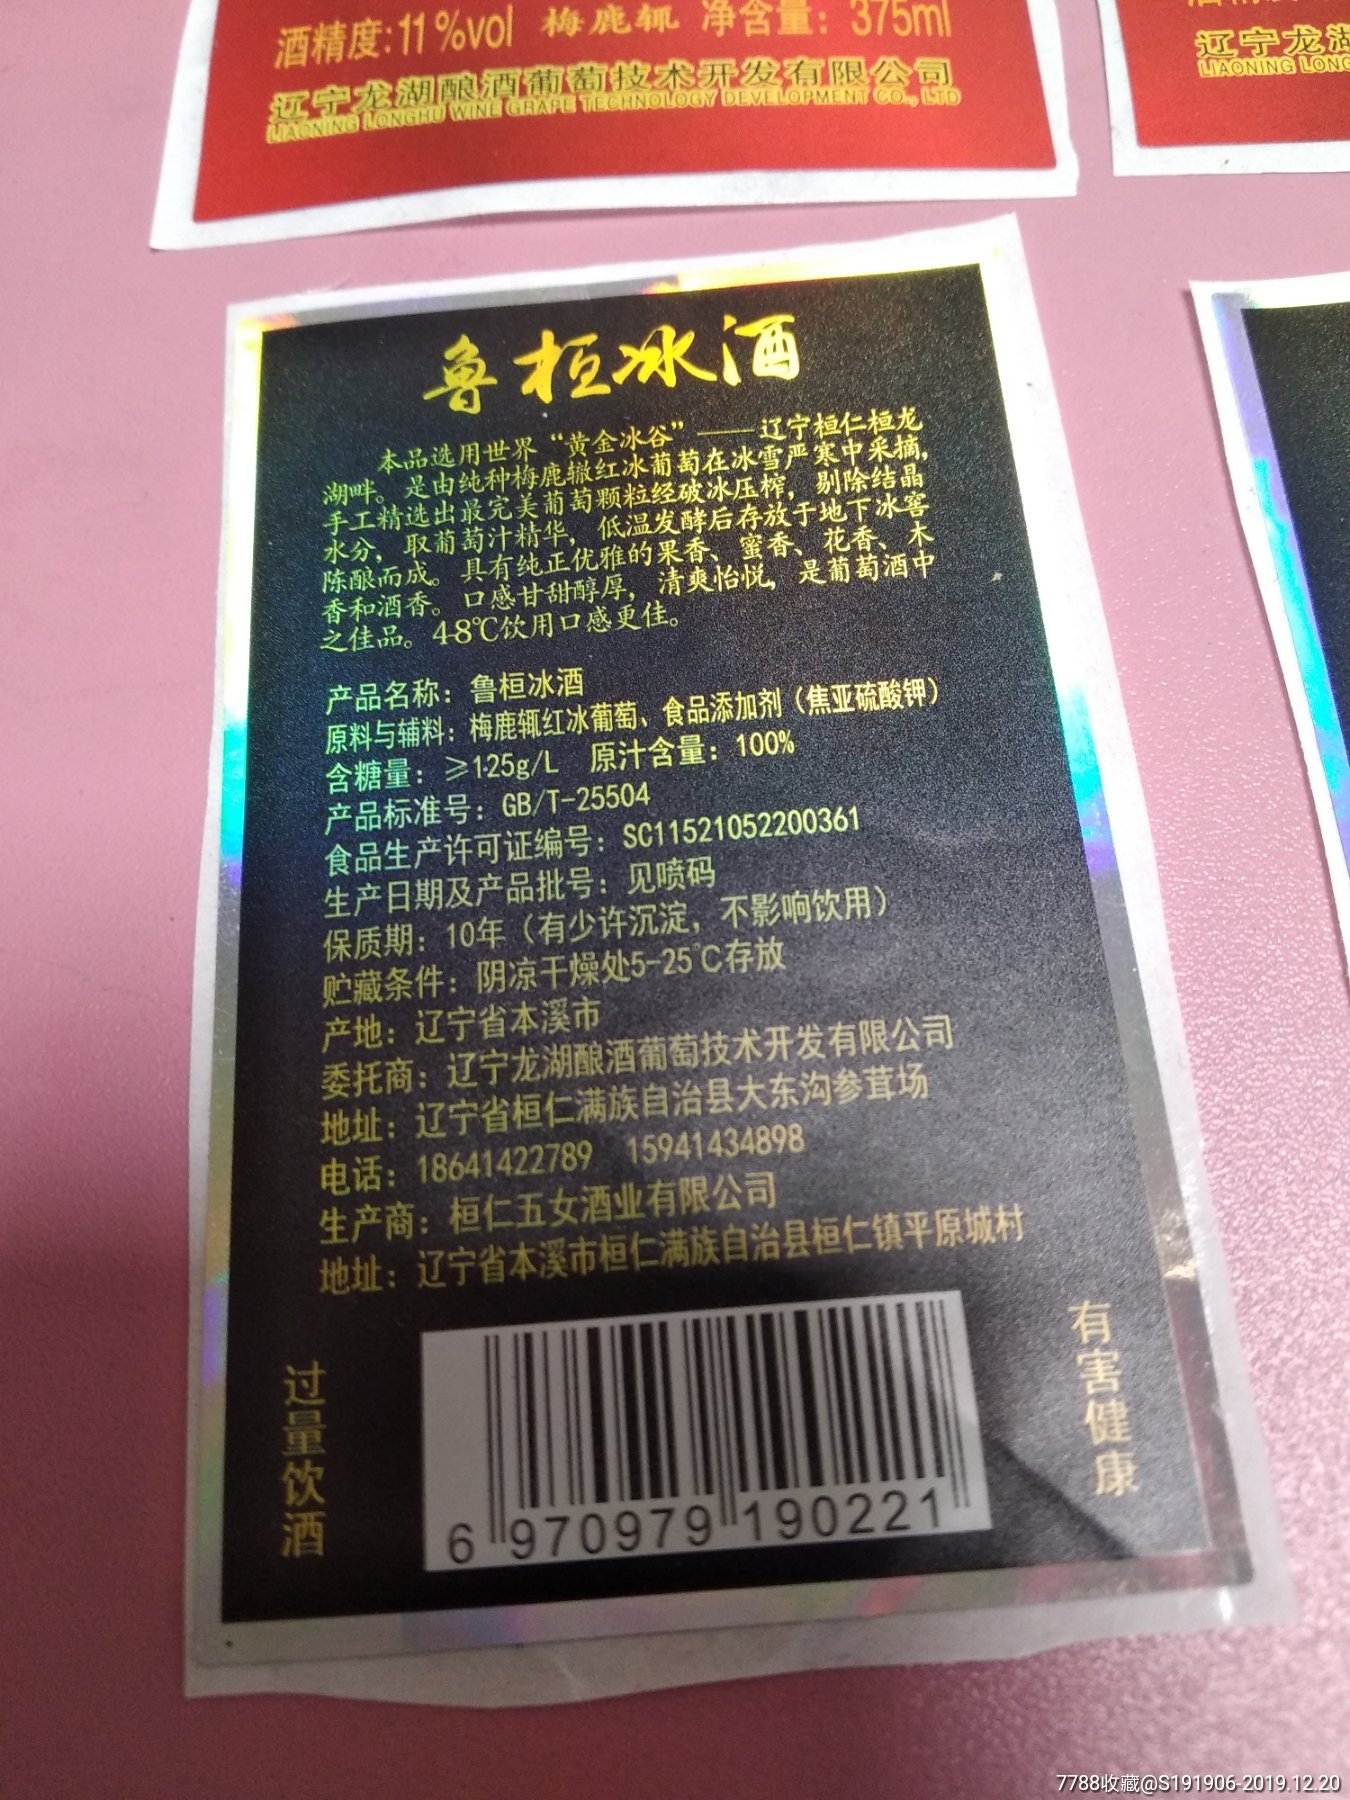 酒精度:11%vol 梅鹿辄 净含量: 375ml
辽宁龙湖酿酒葡萄技术开发有限公司
LIAONING LONGHU WINE GRAPE TECHNOLOGY DEVELOPMENT CO., LTD
辽宁龙湖
LIAONING LONG
鲁桓冰酒
本品选用世界“黄金冰谷”——辽宁桓仁桓龙
湖畔。是由纯种梅鹿辙红冰葡萄在冰雪严寒中采摘,
手工精选出最完美葡萄颗粒经破冰压榨，剔除结晶
水分，取葡萄汁精华，低温发酵后存放于地下冰窖
陈酿而成。具有纯正优雅的果香、蜜香、花香、木
香和酒香。口感甘甜醇厚，清爽怡悦，是葡萄酒中
之佳品。4-8℃饮用口感更佳。
产品名称：鲁桓冰酒
原料与辅料：梅鹿辄红冰葡萄、食品添加剂（焦亚硫酸钾）
含糖量：≥125g/L 原汁含量：100%
产品标准号：GB/T-25504
食品生产许可证编号：SC11521052200361
生产日期及产品批号：见喷码
保质期：10年（有少许沉淀，不影响饮用）
贮藏条件：阴凉干燥处5-25℃存放
产地：辽宁省本溪市
委托商：辽宁龙湖酿酒葡萄技术开发有限公司
地址：辽宁省桓仁满族自治县大东沟参茸场
电话：18641422789 15941434898
生产商：桓仁五女酒业有限公司
地址：辽宁省本溪市桓仁满族自治县桓仁镇平原城村
过量饮酒
有害健康
6 970979 190221
7788收藏@S191906-2019.12.20